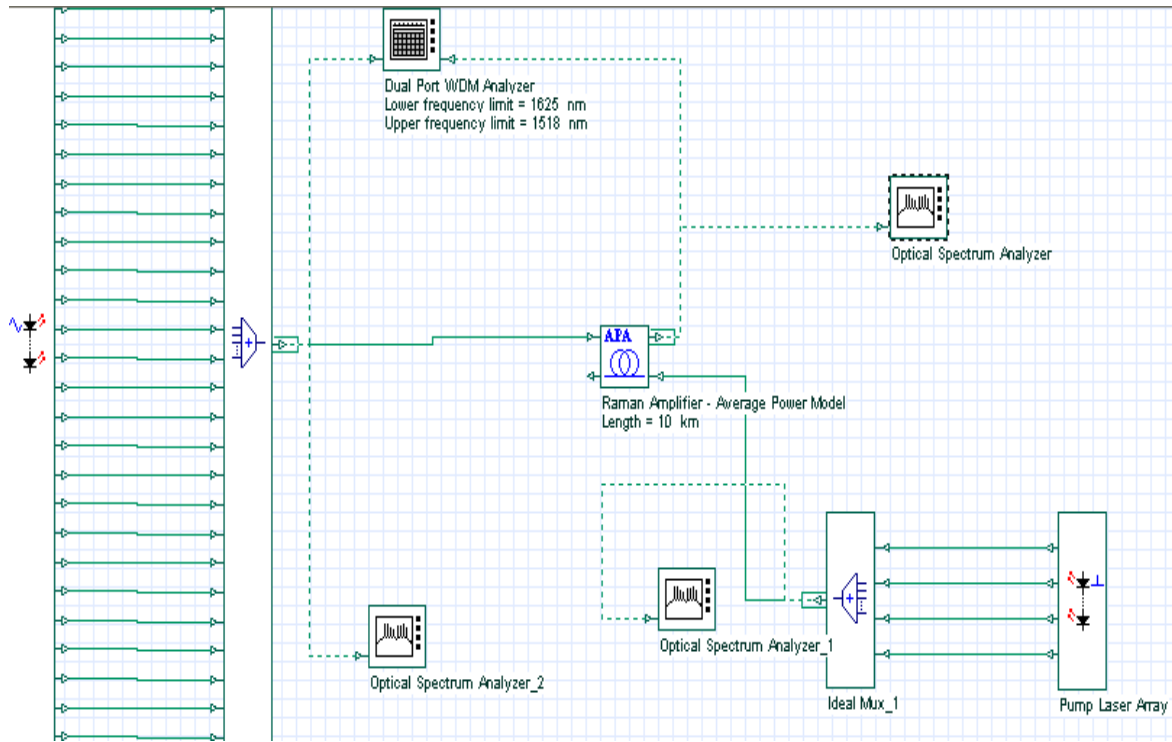 Dual Port WDM Analyzer
Lower frequency limit = 1625 nm
Upper frequency limit = 1518 nm
Optical Spectrum Analyzer
APA
Raman Amplifier - Average Power Model
Length = 10 km
Optical Spectrum Analyzer_1
Optical Spectrum Analyzer_2
Ideal Mux_1
Pump Laser Array